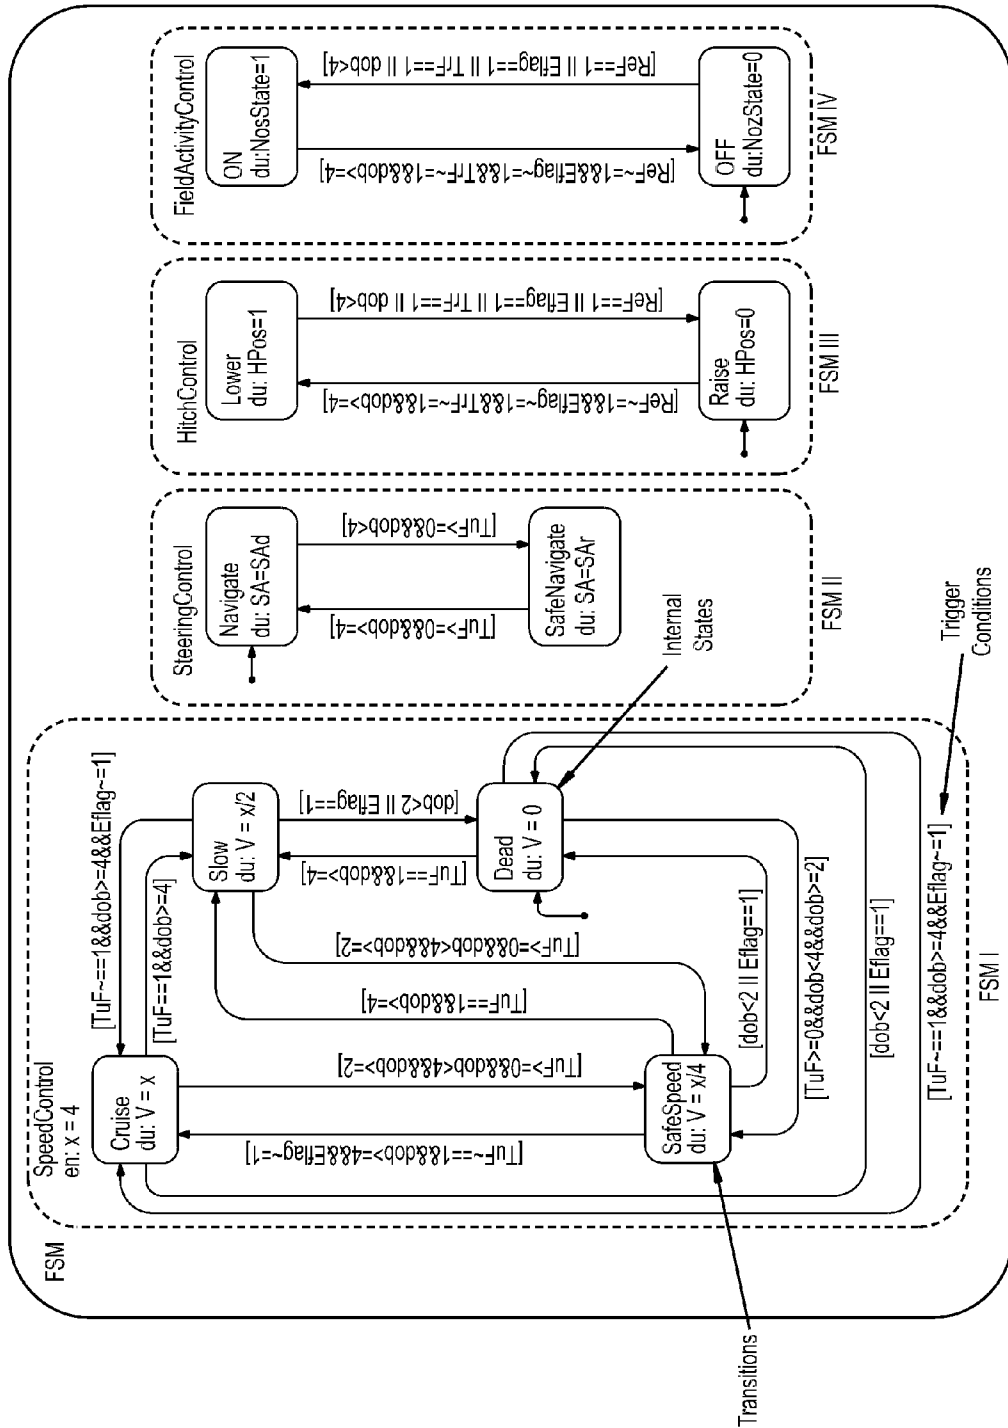 FSM
SpeedControl
en: x = 4
Cruise
du: V = x
[TuF~==1&&dob>=4&&Eflag~=1]
[TuF==1&&dob>=4]
Slow
du: V = x/2
[TuF>=0&&dob<4&&dob>=2]
[TuF~==1&&dob>=4&&Eflag~=1]
[TuF==1&&dob>=4]
[TuF>=0&&dob<4&&dob>=2]
[TuF==1&&dob>=4]
[dob<2 || Eflag==1]
SafeSpeed
du: V = x/4
Dead
du: V = 0
[dob<2 || Eflag==1]
[TuF>=0&&dob<4&&dob>=2]
[dob<2 || Eflag==1]
[TuF~==1&&dob>=4&&Eflag~=1]
FSM I
Transitions
Internal
States
Trigger
Conditions
SteeringControl
Navigate
du: SA=SAd
[TuF>=0&&dob>=4]
[TuF>=0&&dob<4]
SafeNavigate
du: SA=SAr
FSM II
HitchControl
Lower
du: HPos=1
[ReF=~1&&Eflag~=1&&TrF~=1&&dob>=4]
[ReF==1 || Eflag==1 || TrF==1 || dob<4]
Raise
du: HPos=0
FSM III
FieldActivityControl
ON
du:NosState=1
[ReF=~1&&Eflag~=1&&TrF~=1&&dob>=4]
[ReF==1 || Eflag==1 || TrF==1 || dob<4]
OFF
du:NozState=0
FSM IV